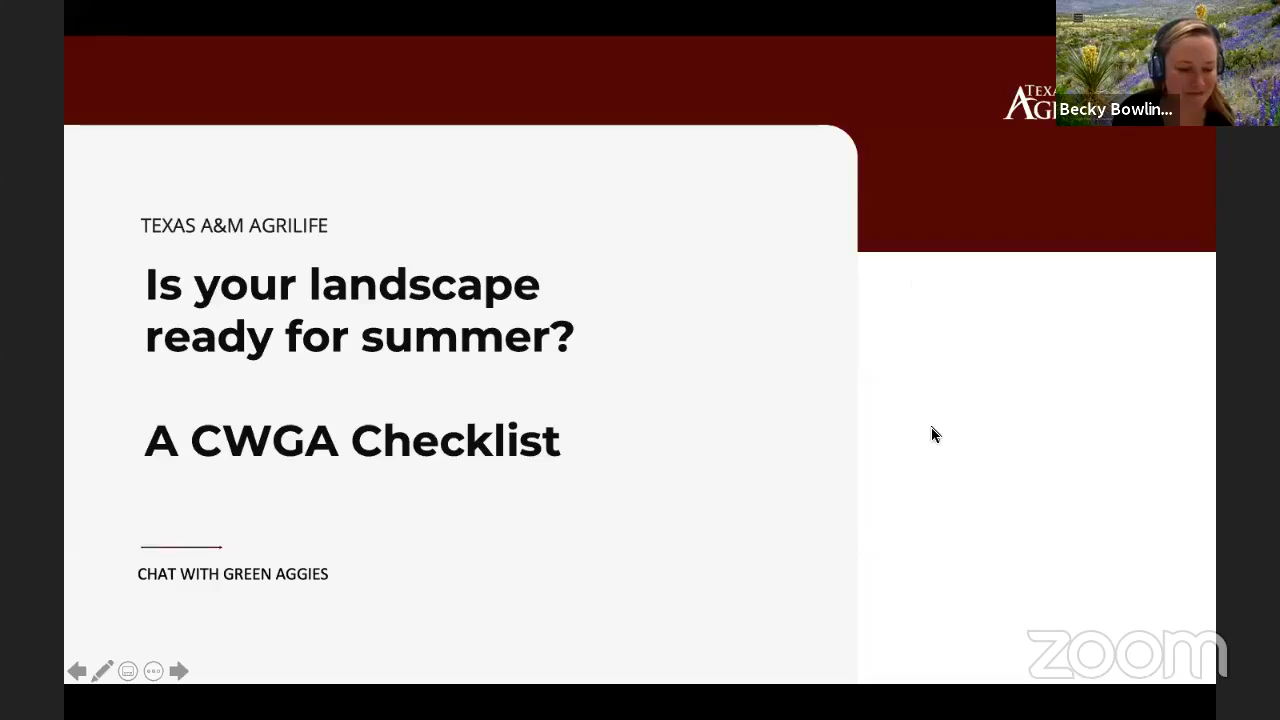 TEXAS A&M AGRILIFE
Is your landscape
ready for summer?
A CWGA Checklist
CHAT WITH GREEN AGGIES
Becky Bowlin...
zoom